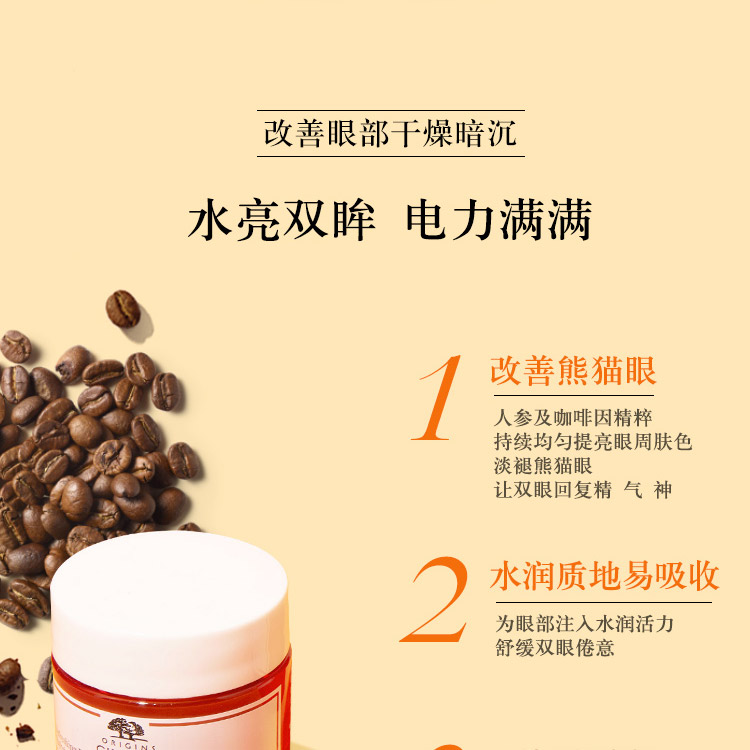 改善眼部干燥暗沉
水亮双眸 电力满满
1 改善熊猫眼
人参及咖啡因精粹
持续均匀提亮眼周肤色
淡褪熊猫眼
让双眼回复精 气 神
2 水润质地易吸收
为眼部注入水润活力
舒缓双眼倦意
ORIGINS